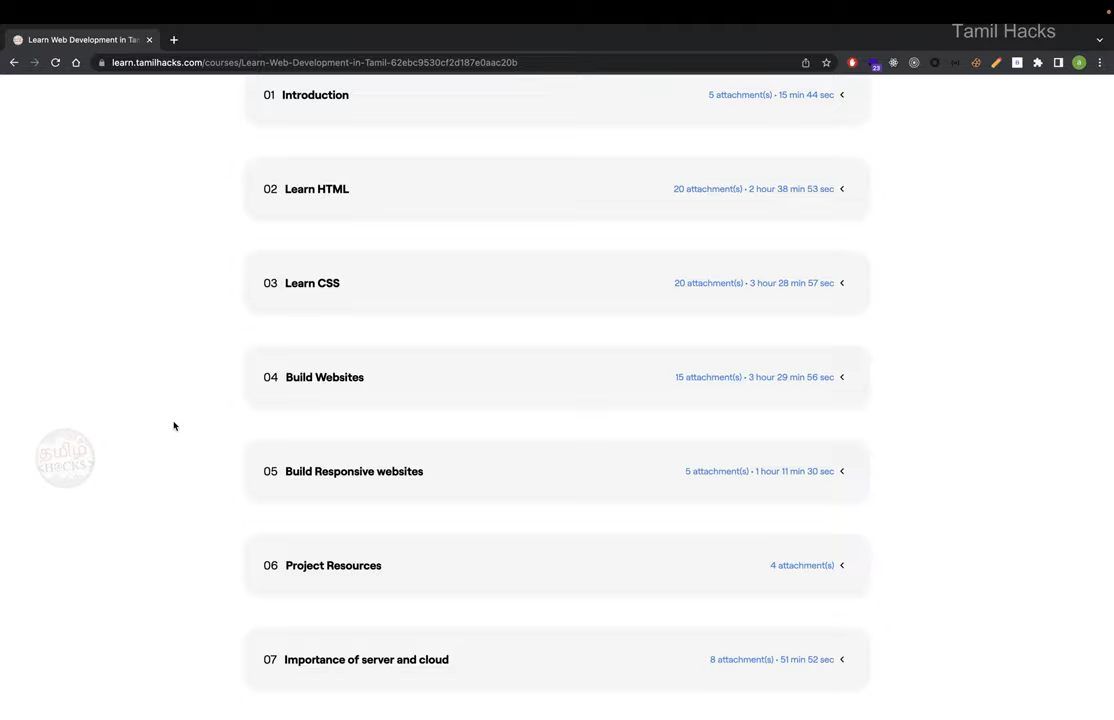 Tamil Hacks
Learn Web Development in Ta
learn.tamilhacks.com/courses/Learn-Web-Development-in-Tamil-62ebc9530cf2d187e0aac20b
23
a
01 Introduction 5 attachment(s) • 15 min 44 sec
02 Learn HTML 20 attachment(s) • 2 hour 38 min 53 sec
03 Learn CSS 20 attachment(s) • 3 hour 28 min 57 sec
04 Build Websites 15 attachment(s) • 3 hour 29 min 56 sec
தமிழ்
HACKS
05 Build Responsive websites 5 attachment(s) • 1 hour 11 min 30 sec
06 Project Resources 4 attachment(s)
07 Importance of server and cloud 8 attachment(s) • 51 min 52 sec